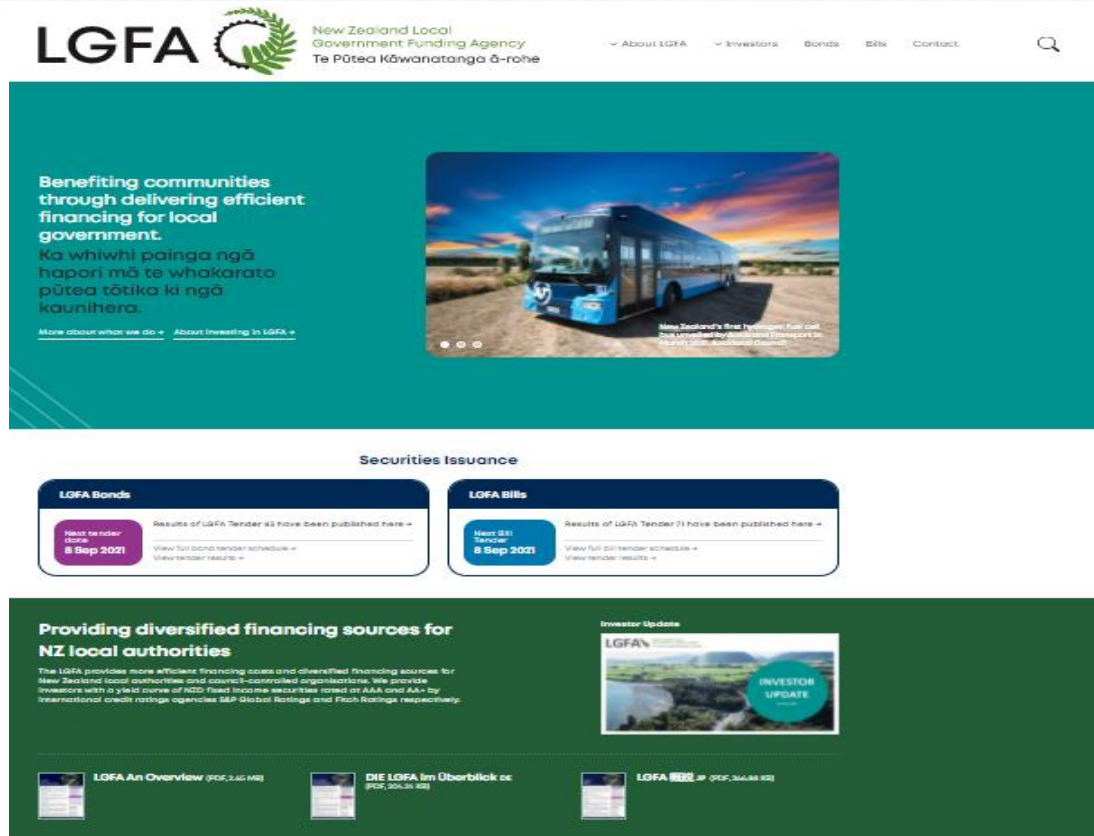 LGFA
New Zealand Local
Government Funding Agency
Te Pūtea Kāwanatanga ā-rohe
About LGFA Investors Bonds Bills Contact
Benefiting communities
through delivering efficient
financing for local
government.
Ka whiwhi painga ngā
hapori mā te whakarato
pūtea tōtika ki ngā
kaunihera.
More about what we do → About Investing in LGFA →
New Zealand's first hydrogen fuel cell
bus unveiled by Auckland Transport in
March 2021. Auckland Council
Securities Issuance
LGFA Bonds
Next tender
date
8 Sep 2021
Results of LGFA Tender 83 have been published here →
View full bond tender schedule →
View tender results →
LGFA Bills
Next Bill
Tender
8 Sep 2021
Results of LGFA Tender 71 have been published here →
View full bill tender schedule →
View tender results →
Providing diversified financing sources for
NZ local authorities
The LGFA provides more efficient financing costs and diversified financing sources for
New Zealand local authorities and council-controlled organisations. We provide
investors with a yield curve of NZD fixed income securities rated at AAA and AA+ by
international credit ratings agencies S&P Global Ratings and Fitch Ratings respectively.
Investor Update
LGFA
INVESTOR
UPDATE
LGFA An Overview (PDF, MB)
DIE LGFA im Überblick DE
(PDF, KB)
LGFA JP (PDF, KB)